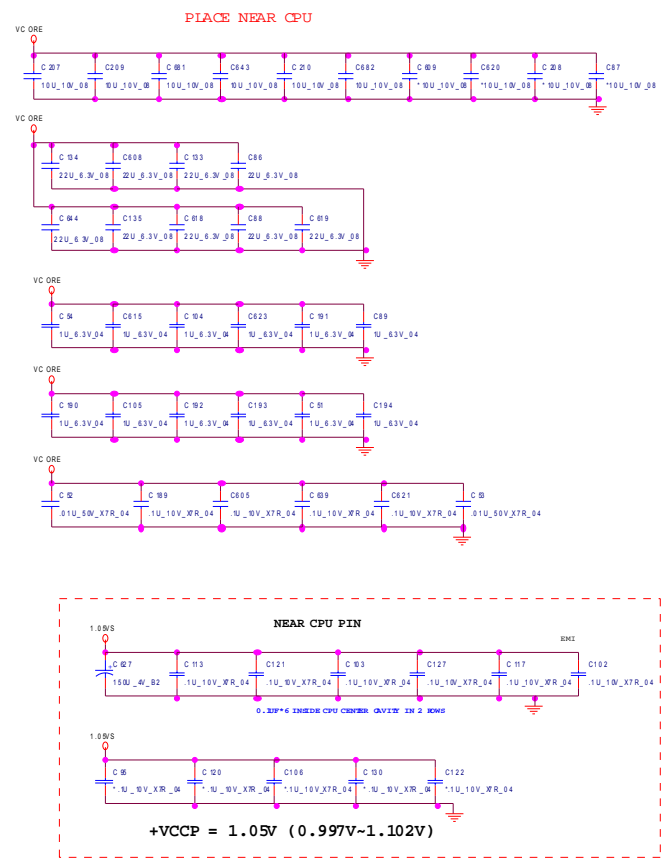 PLACE NEAR CPU
VCORE
C207 C209 C681 C643 C210 C682 C609 C620 C208 C87
10U_10V_08 10U_10V_08 10U_10V_08 10U_10V_08 10U_10V_08 10U_10V_08 *10U_10V_08 *10U_10V_08 *10U_10V_08 *10U_10V_08
VCORE
C134 C608 C133 C86
22U_6.3V_08 22U_6.3V_08 22U_6.3V_08 22U_6.3V_08
C644 C135 C618 C88 C619
22U_6.3V_08 22U_6.3V_08 22U_6.3V_08 22U_6.3V_08 22U_6.3V_08
VCORE
C54 C615 C104 C623 C191 C89
1U_6.3V_04 1U_6.3V_04 1U_6.3V_04 1U_6.3V_04 1U_6.3V_04 1U_6.3V_04
VCORE
C190 C105 C192 C193 C51 C194
1U_6.3V_04 1U_6.3V_04 1U_6.3V_04 1U_6.3V_04 1U_6.3V_04 1U_6.3V_04
VCORE
C52 C189 C605 C639 C621 C53
.01U_50V_X7R_04 .1U_10V_X7R_04 .1U_10V_X7R_04 .1U_10V_X7R_04 .1U_10V_X7R_04 .01U_50V_X7R_04
NEAR CPU PIN
1.05VS
EMI
C627 C113 C121 C103 C127 C117 C102
+
150U_4V_B2 .1U_10V_X7R_04 .1U_10V_X7R_04 .1U_10V_X7R_04 .1U_10V_X7R_04 .1U_10V_X7R_04 .1U_10V_X7R_04
0.1UF*6 INSIDE CPU CENTER CAVITY IN 2 ROWS
1.05VS
C95 C120 C106 C130 C122
*.1U_10V_X7R_04 *.1U_10V_X7R_04 *.1U_10V_X7R_04 *.1U_10V_X7R_04 *.1U_10V_X7R_04
+VCCP = 1.05V (0.997V~1.102V)